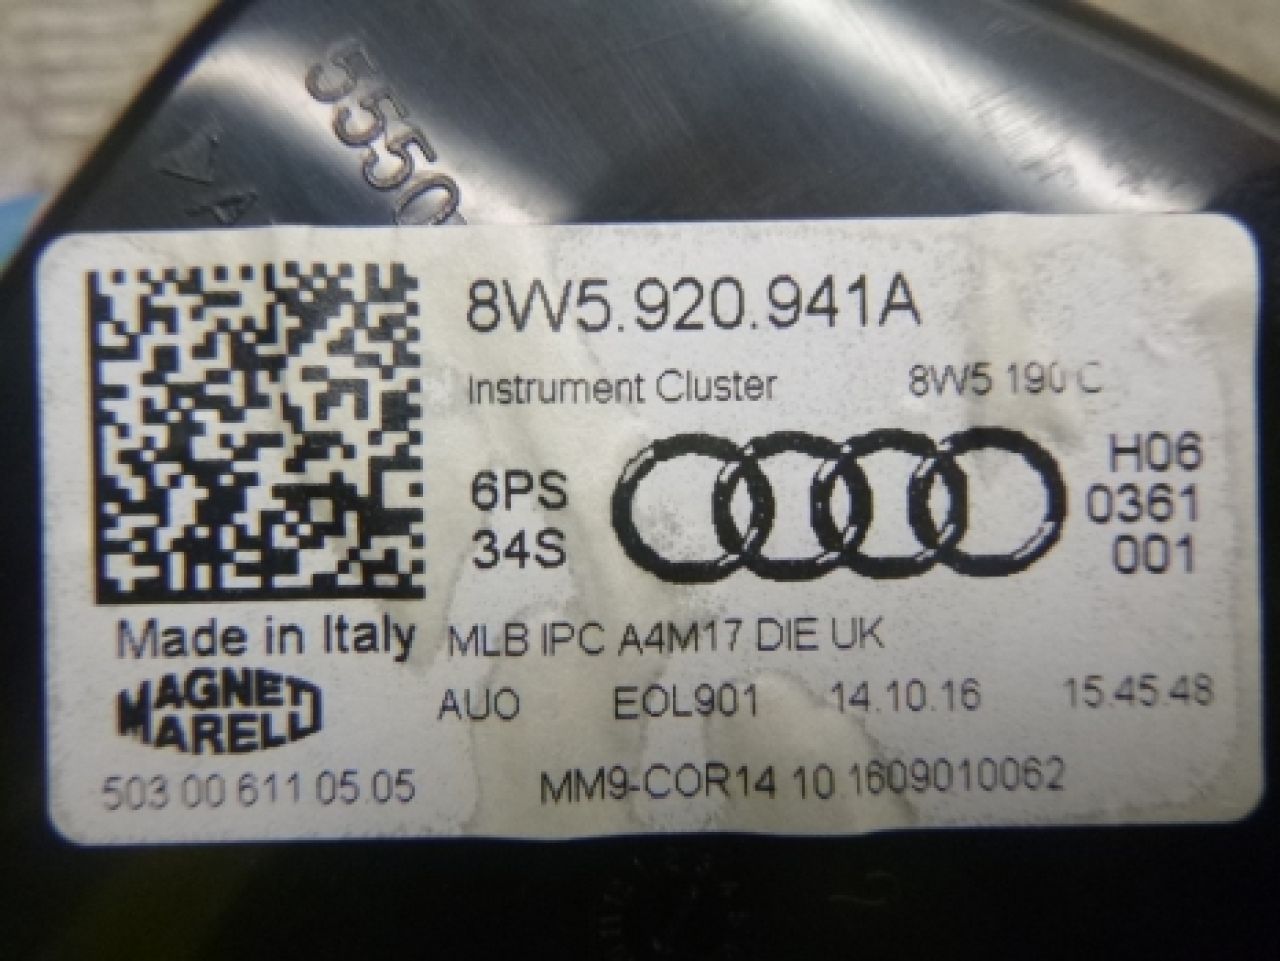 5550
8W5.920.941A
Instrument Cluster 8W5 190 C
6PS H06
34S 0361
001
Made in Italy MLB IPC A4M17 DIE UK
MAGNETI MARELLI AUO EOL901 14.10.16 15.45.48
503 00 611 05.05 MM9-COR14 10 1609010062